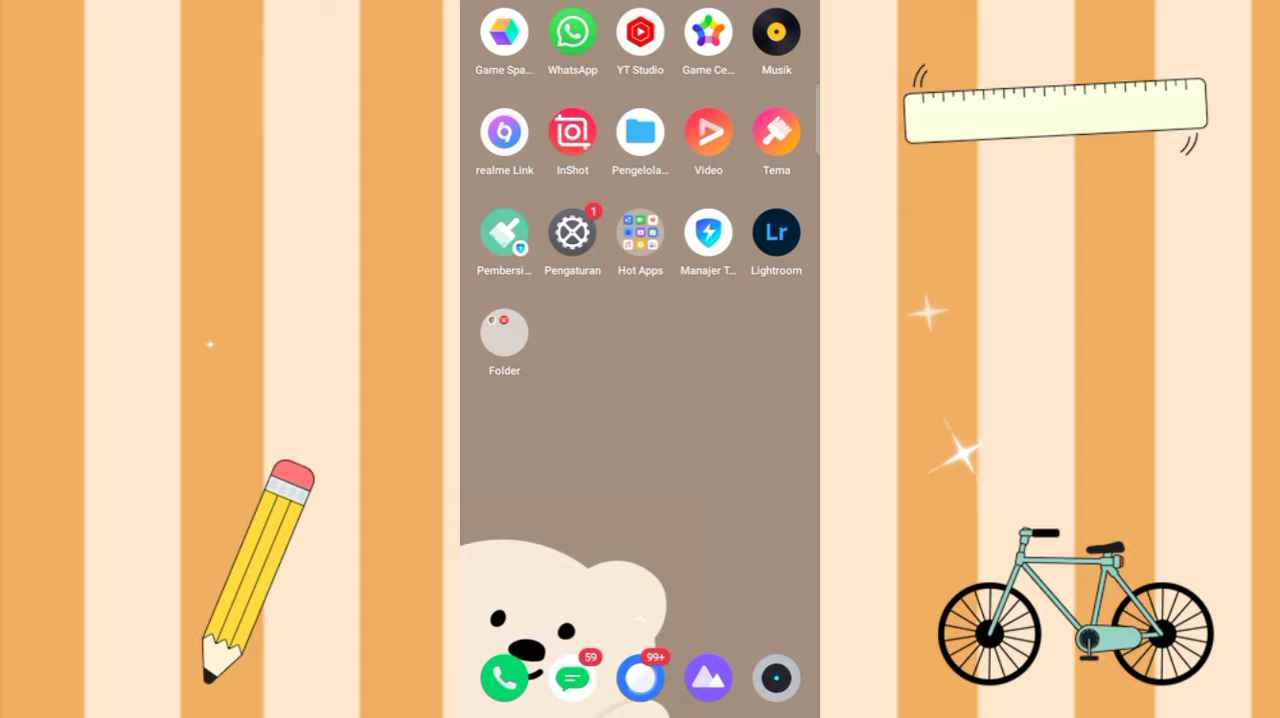 Game Spa... WhatsApp YT Studio Game Ce... Musik
realme Link InShot Pengelola... Video Tema
1
Lr
Pembersi... Pengaturan Hot Apps Manajer T... Lightroom
Folder
59 99+